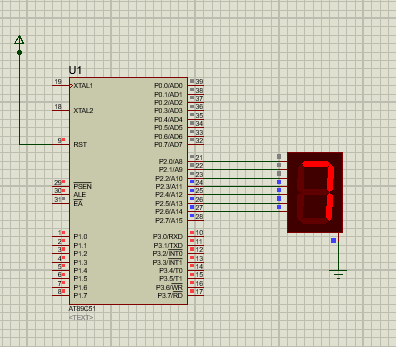 U1
19 XTAL1 P0.0/AD0 39
P0.1/AD1 38
P0.2/AD2 37
18 XTAL2 P0.3/AD3 36
P0.4/AD4 35
P0.5/AD5 34
P0.6/AD6 33
9 RST P0.7/AD7 32
P2.0/A8 21
P2.1/A9 22
P2.2/A10 23
29 PSEN P2.3/A11 24
30 ALE P2.4/A12 25
31 EA P2.5/A13 26
P2.6/A14 27
P2.7/A15 28
1 P1.0 P3.0/RXD 10
2 P1.1 P3.1/TXD 11
3 P1.2 P3.2/INT0 12
4 P1.3 P3.3/INT1 13
5 P1.4 P3.4/T0 14
6 P1.5 P3.5/T1 15
7 P1.6 P3.6/WR 16
8 P1.7 P3.7/RD 17
AT89C51
<TEXT>
7